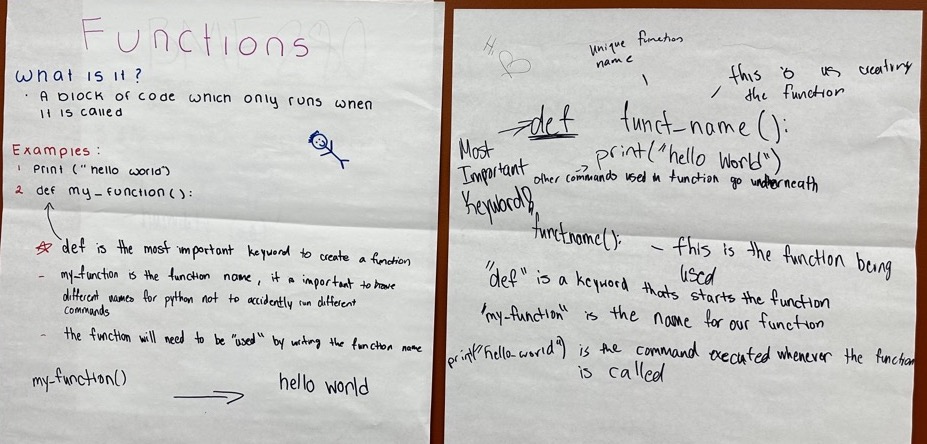 Functions
What is it?
· A block of code which only runs when
it is called
Examples:
1 print ("hello world")
2 def my_function():
def is the most important keyword to create a function
- my-function is the function name, it is important to have
different names for python not to accidently run different
commands
- the function will need to be "used" by writing the function name
my-function()
hello world
Hi
unique function
name
this is us creating
the function
def funct_name():
Most
Important
Keyword
print("hello World")
other commands used in function go underneath
functname(): - this is the function being
used
"def" is a keyword thats starts the function
"my-function" is the name for our function
print("hello-world") is the command executed whenever the function
is called